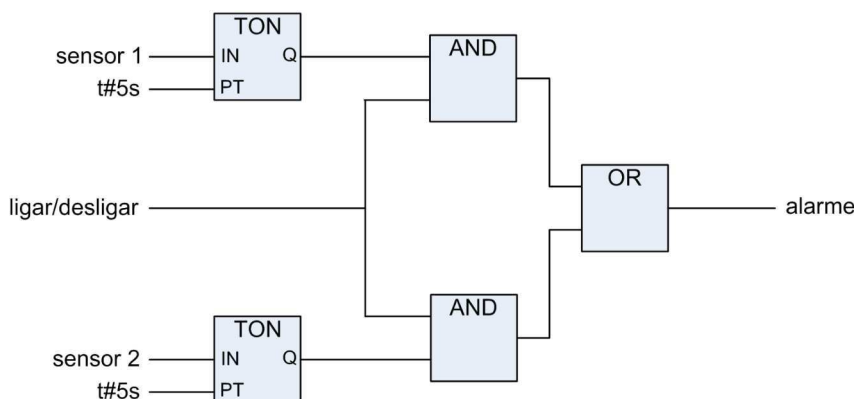 TON
sensor 1
IN
Q
t#5s
PT
AND
ligar/desligar
OR
alarme
AND
TON
sensor 2
IN
Q
t#5s
PT